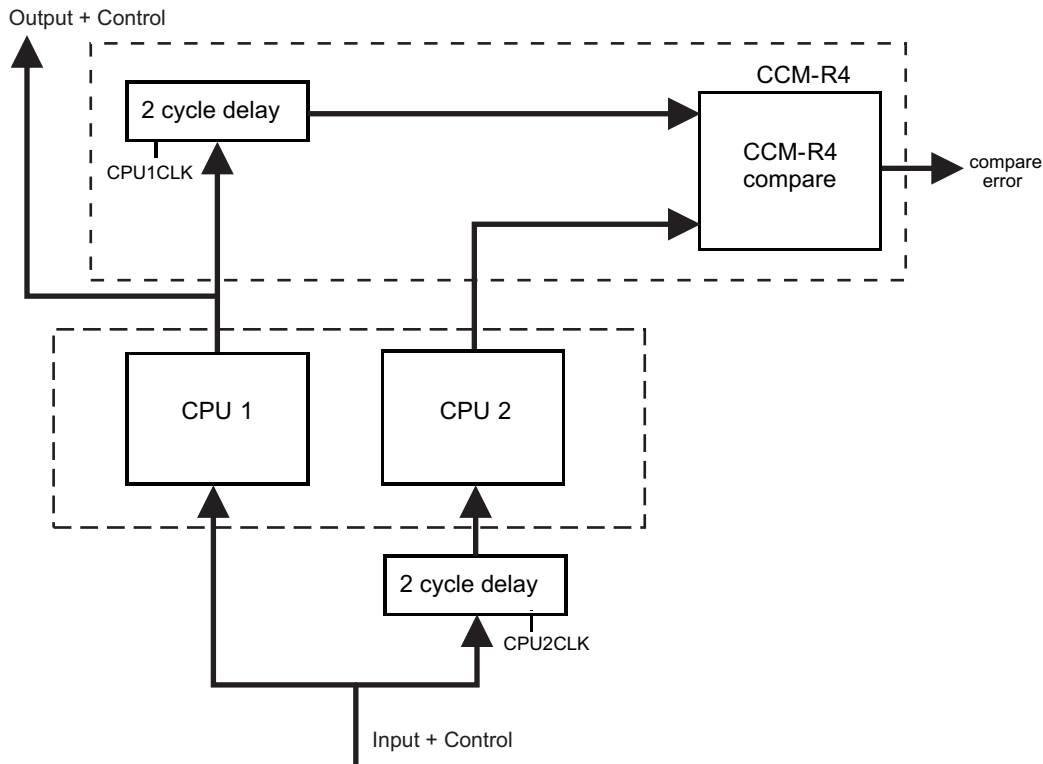 Output + Control
CCM-R4
2 cycle delay
CPU1CLK
CCM-R4
compare
compare
error
CPU 1
CPU 2
2 cycle delay
CPU2CLK
Input + Control